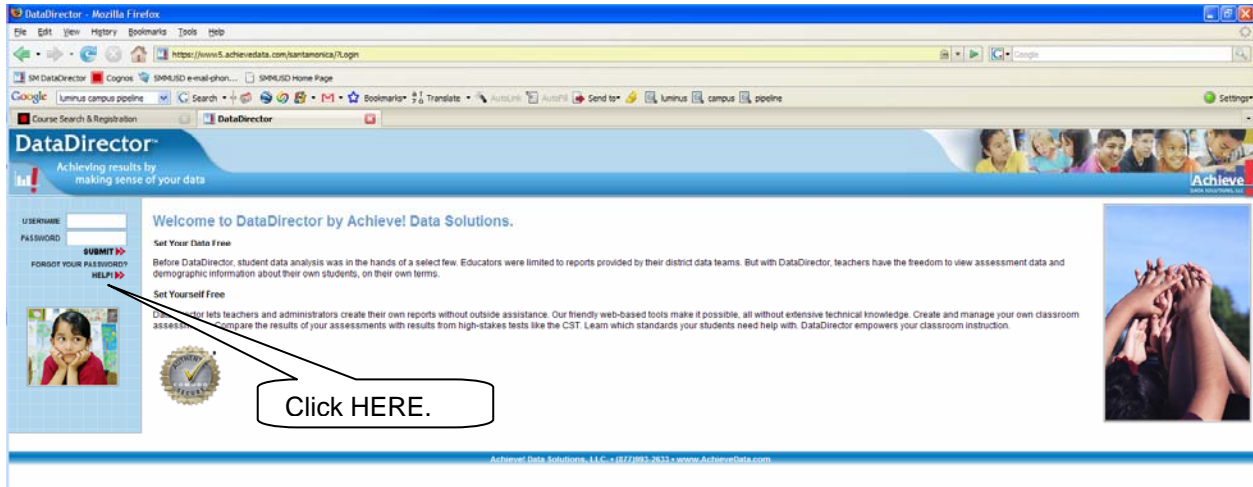 DataDirector - Mozilla Firefox
File Edit View History Bookmarks Tools Help
https://www5.achievedata.com/santamonica/?Login
Google
SM DataDirector Cognos SMMUSD e-mail-phon... SMMUSD Home Page
Google luminus campus pipeline Search Bookmarks Translate AutoLink AutoFill Send to luminus campus pipeline Settings
Course Search & Registration DataDirector
DataDirector
Achieving results by
making sense of your data
Achieve
USERNAME
PASSWORD
SUBMIT
FORGOT YOUR PASSWORD?
HELP!
Welcome to DataDirector by Achieve! Data Solutions.
Set Your Data Free
Before DataDirector, student data analysis was in the hands of a select few. Educators were limited to reports provided by their district data teams. But with DataDirector, teachers have the freedom to view assessment data and
demographic information about their own students, on their own terms.
Set Yourself Free
DataDirector lets teachers and administrators create their own reports without outside assistance. Our friendly web-based tools make it possible, all without extensive technical knowledge. Create and manage your own classroom
Compare the results of your assessments with results from high-stakes tests like the CST. Learn which standards your students need help with. DataDirector empowers your classroom instruction.
Click HERE.
Achieve! Data Solutions, LLC. • (877)993-2633 • www.AchieveData.com